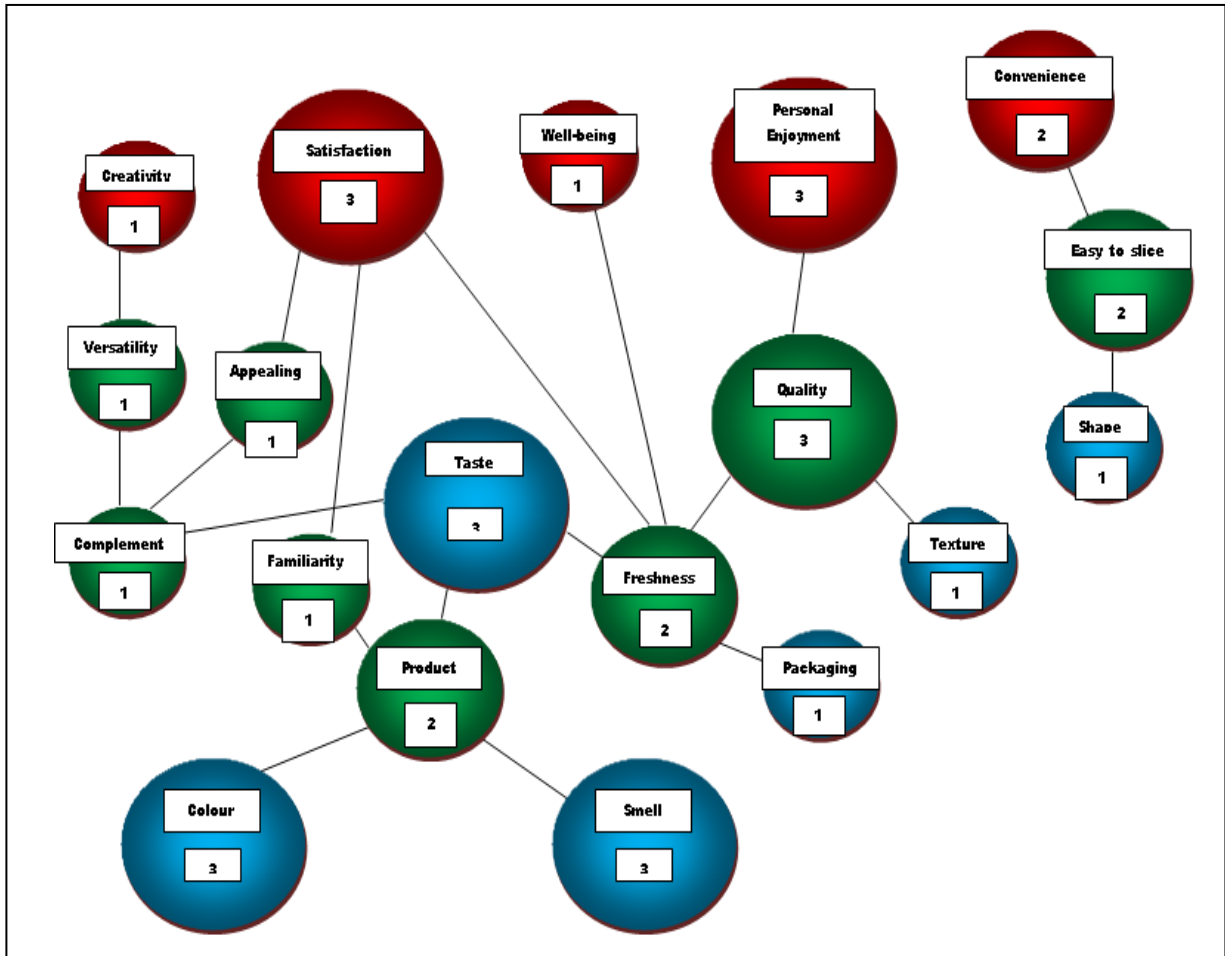 Convenience
2
Personal
Enjoyment
3
Well-being
1
Satisfaction
3
Creativity
1
Easy to slice
2
Versatility
1
Appealing
1
Quality
3
Shape
1
Taste
3
Complement
1
Familiarity
1
Freshness
2
Texture
1
Product
2
Packaging
1
Colour
3
Smell
3